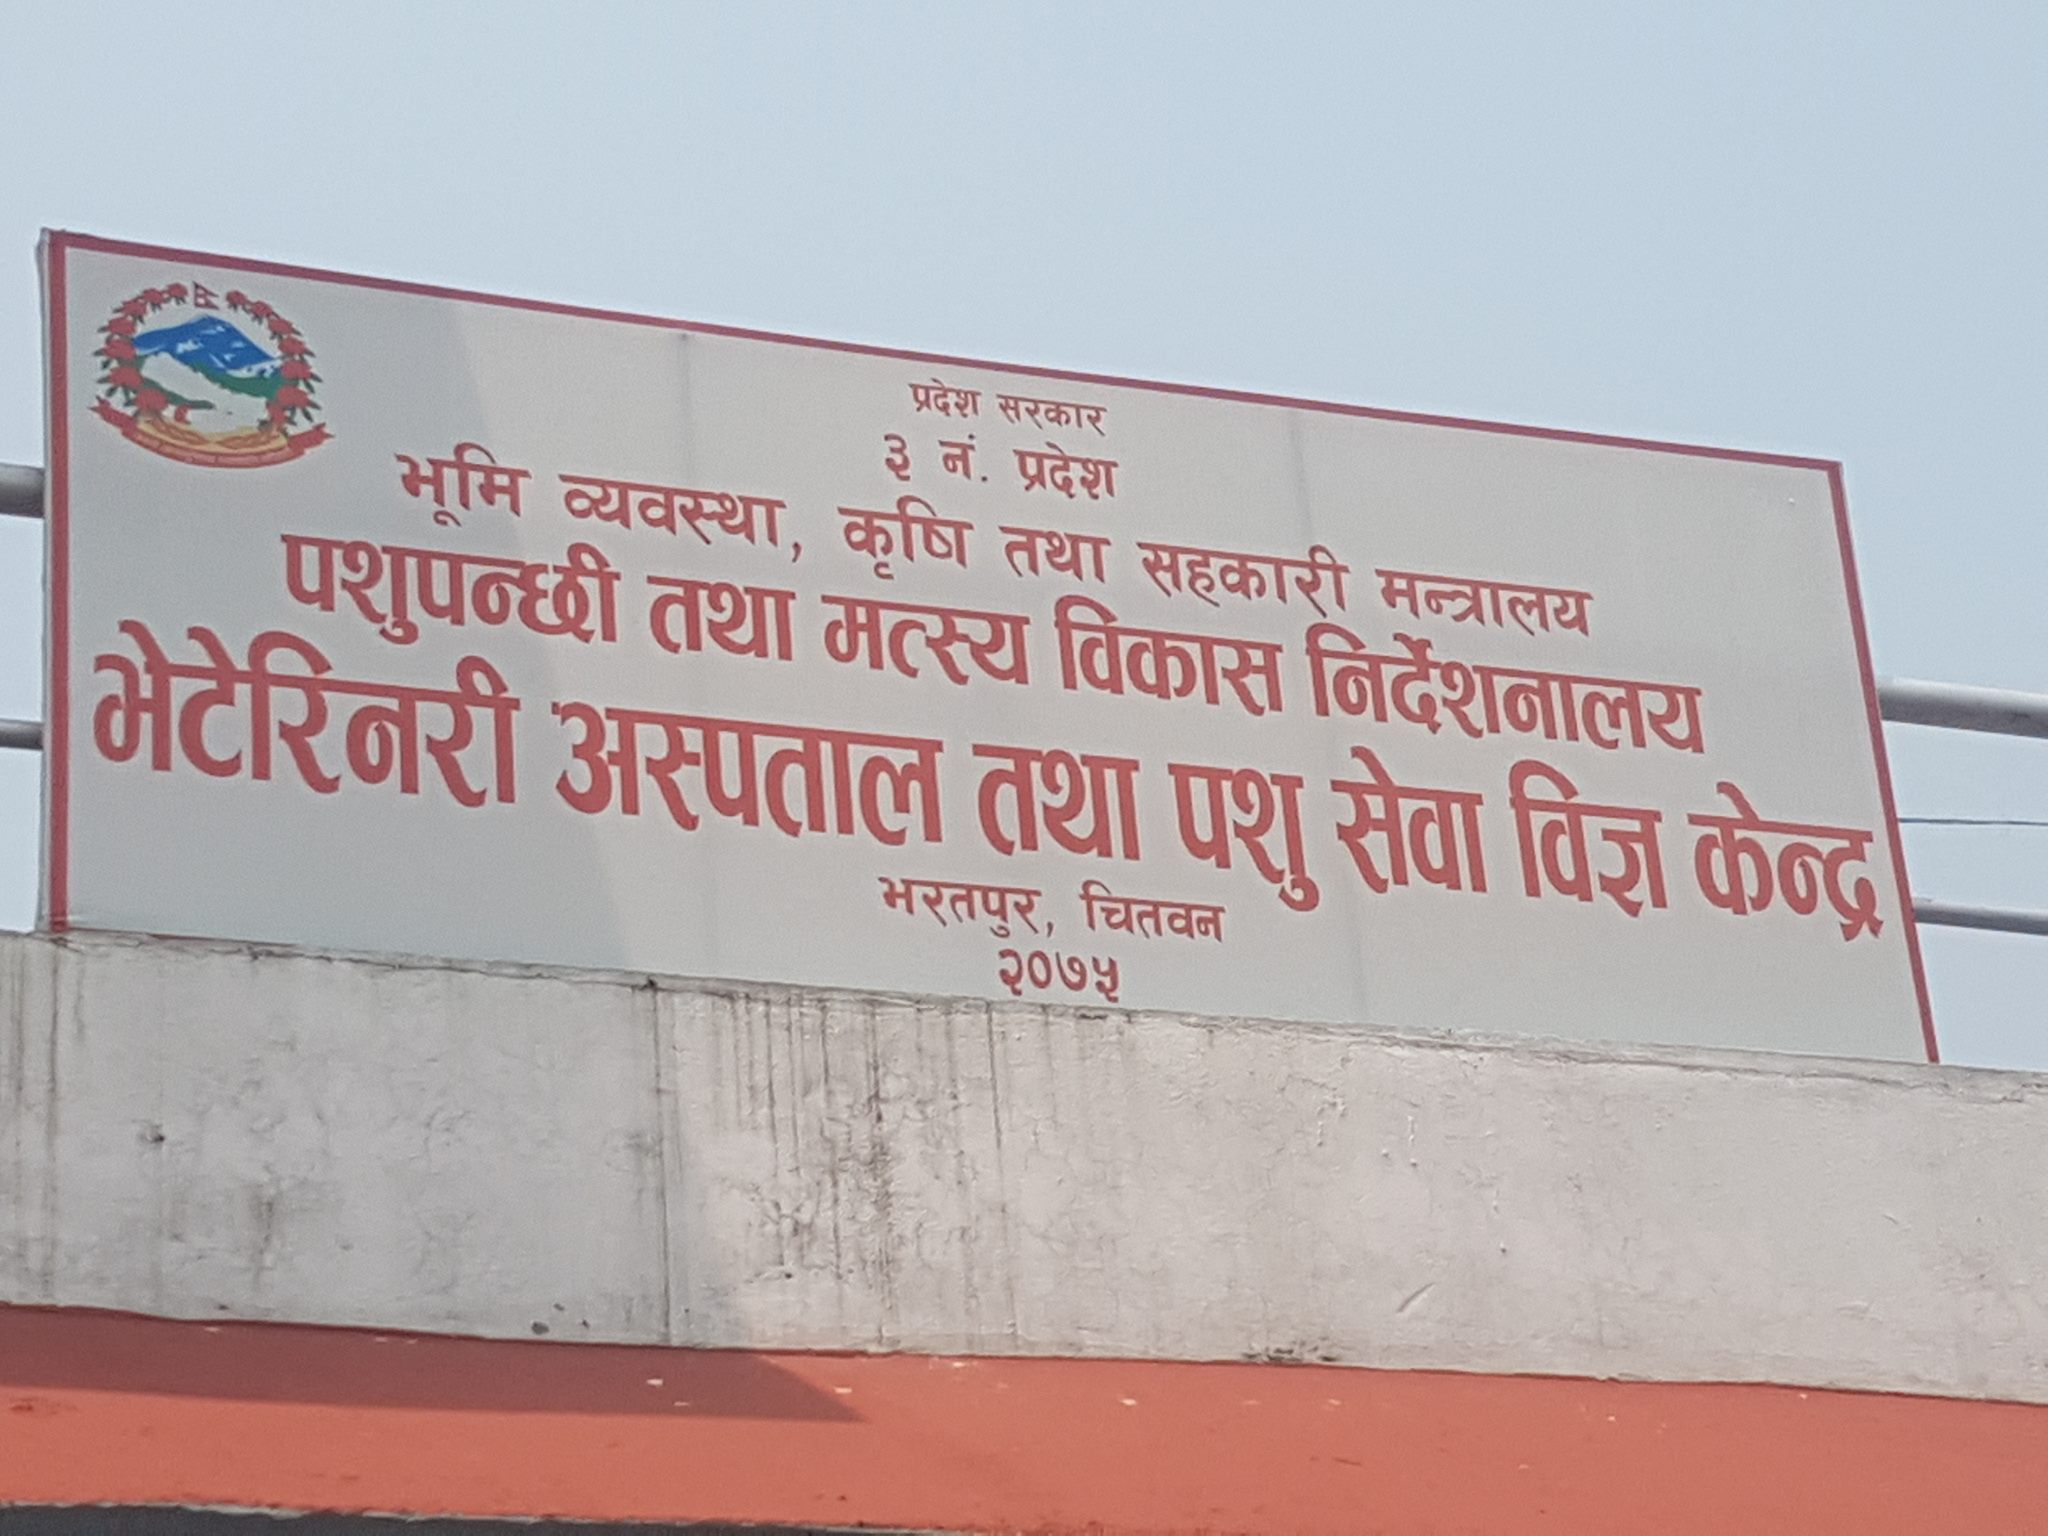 प्रदेश सरकार
३ नं. प्रदेश
भूमि व्यवस्था, कृषि तथा सहकारी मन्त्रालय
पशुपन्छी तथा मत्स्य विकास निर्देशनालय
भेटेरिनरी अस्पताल तथा पशु सेवा विज्ञ केन्द्र
भरतपुर, चितवन
२०७५